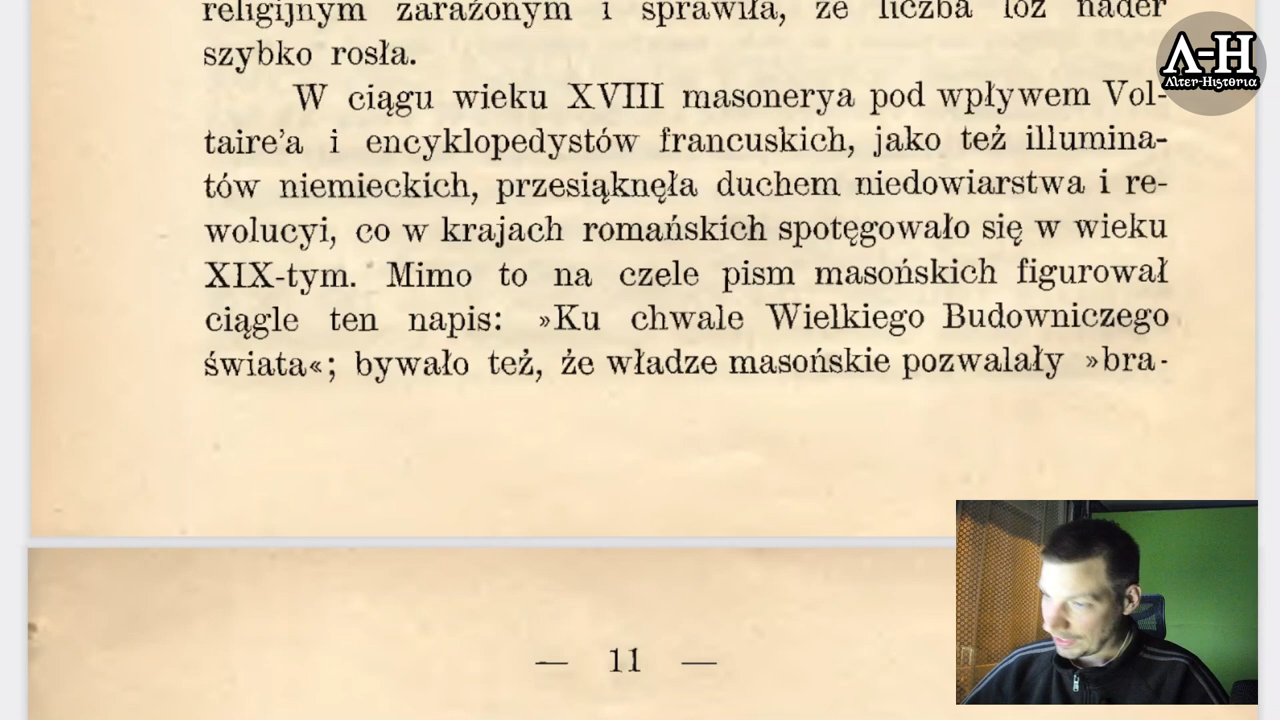 religijnym zarażonym i sprawiła, że liczba lóż nader
szybko rosła.
W ciągu wieku XVIII masonerya pod wpływem Vol-
taire’a i encyklopedystów francuskich, jako też illumina-
tów niemieckich, przesiąknęła duchem niedowiarstwa i re-
wolucyi, co w krajach romańskich spotęgowało się w wieku
XIX-tym. Mimo to na czele pism masońskich figurował
ciągle ten napis: »Ku chwale Wielkiego Budowniczego
świata«; bywało też, że władze masońskie pozwalały »bra-
— 11 —
A-H
Alter-Historia